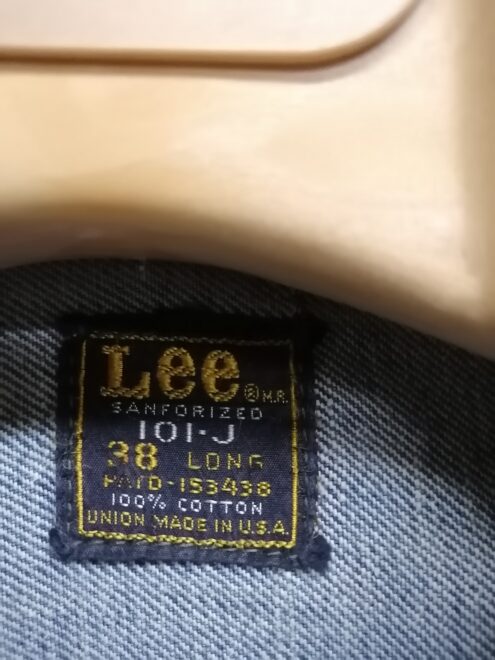 Lee ® M.R.
SANFORIZED
101-J
38 LONG
PAT'D-153438
100% COTTON
UNION MADE IN U.S.A.